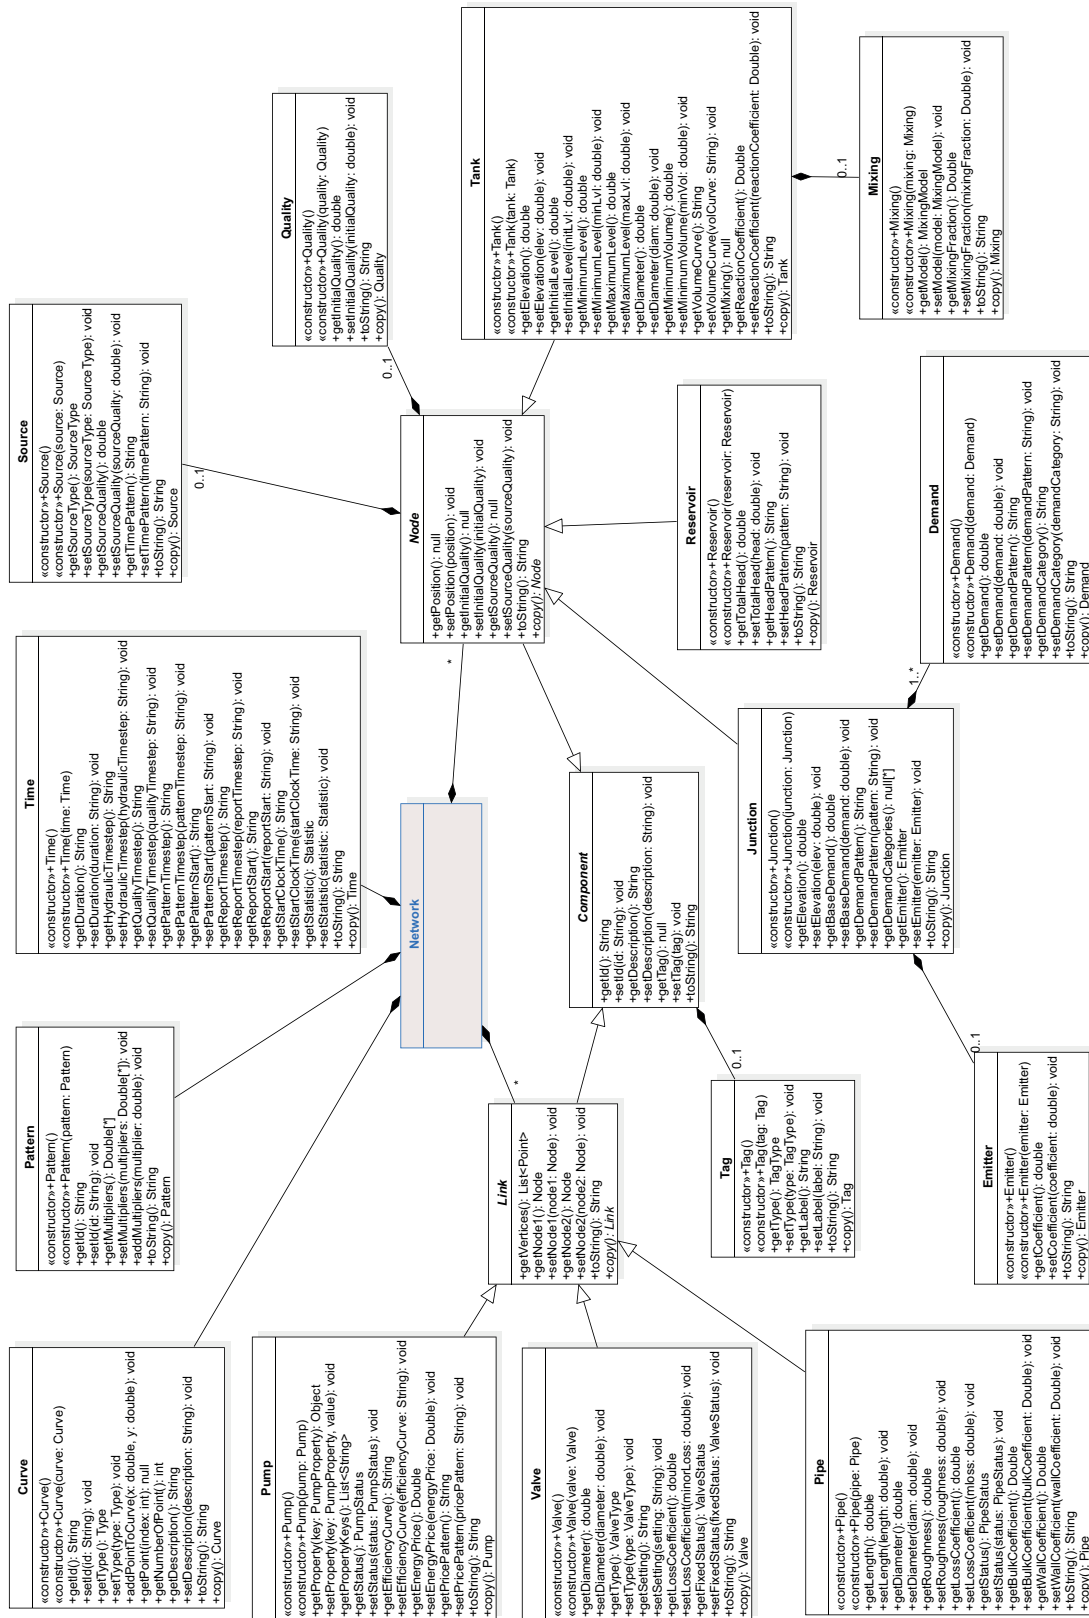 Curve
«constructor»+Curve()
«constructor»+Curve(curve: Curve)
+getId(): String
+setId(id: String): void
+getType(): Type
+setType(type: Type): void
+addPointToCurve(x: double, y: double): void
+getPoint(index: int): null
+getNumberOfPoint(): int
+getDescription(): String
+setDescription(description: String): void
+toString(): String
+copy(): Curve
Pattern
«constructor»+Pattern()
«constructor»+Pattern(pattern: Pattern)
+getId(): String
+setId(id: String): void
+getMultipliers(): Double[*]
+setMultipliers(multipliers: Double[*]): void
+addMultipliers(multiplier: double): void
+toString(): String
+copy(): Pattern
Time
«constructor»+Time()
«constructor»+Time(time: Time)
+getDuration(): String
+setDuration(duration: String): void
+getHydraulicTimestep(): String
+setHydraulicTimestep(hydraulicTimestep: String): void
+getQualityTimestep(): String
+setQualityTimestep(qualityTimestep: String): void
+getPatternTimestep(): String
+setPatternTimestep(patternTimestep: String): void
+getPatternStart(): String
+setPatternStart(patternStart: String): void
+getReportTimestep(): String
+setReportTimestep(reportTimestep: String): void
+getReportStart(): String
+setReportStart(reportStart: String): void
+getStartClockTime(): String
+setStartClockTime(startClockTime: String): void
+getStatistic(): Statistic
+setStatistic(statistic: Statistic): void
+toString(): String
+copy(): Time
Source
«constructor»+Source()
«constructor»+Source(source: Source)
+getSourceType(): SourceType
+setSourceType(sourceType: SourceType): void
+getSourceQuality(): double
+setSourceQuality(sourceQuality: double): void
+getTimePattern(): String
+setTimePattern(timePattern: String): void
+toString(): String
+copy(): Source
0..1
Quality
«constructor»+Quality()
«constructor»+Quality(quality: Quality)
+getInitialQuality(): double
+setInitialQuality(initialQuality: double): void
+toString(): String
+copy(): Quality
0..1
Pump
«constructor»+Pump()
«constructor»+Pump(pump: Pump)
+getProperty(key: PumpProperty): Object
+setProperty(key: PumpProperty, value): void
+getPropertyKeys(): List<String>
+getStatus(): PumpStatus
+setStatus(status: PumpStatus): void
+getEfficiencyCurve(): String
+setEfficiencyCurve(efficiencyCurve: String): void
+getEnergyPrice(): Double
+setEnergyPrice(energyPrice: Double): void
+getPricePattern(): String
+setPricePattern(pricePattern: String): void
+toString(): String
+copy(): Pump
Network
*
*
Node
+getPosition(): null
+setPosition(position): void
+getInitialQuality(): null
+setInitialQuality(initialQuality): void
+getSourceQuality(): null
+setSourceQuality(sourceQuality): void
+toString(): String
+copy(): Node
Tank
«constructor»+Tank()
«constructor»+Tank(tank: Tank)
+getElevation(): double
+setElevation(elev: double): void
+getInitialLevel(): double
+setInitialLevel(initLvl: double): void
+getMinimumLevel(): double
+setMinimumLevel(minLvl: double): void
+getMaximumLevel(): double
+setMaximumLevel(maxLvl: double): void
+getDiameter(): double
+setDiameter(diam: double): void
+getMinimumVolume(): double
+setMinimumVolume(minVol: double): void
+getVolumeCurve(): String
+setVolumeCurve(volCurve: String): void
+getMixing(): null
+getReactionCoefficient(): Double
+setReactionCoefficient(reactionCoefficient: Double): void
+toString(): String
+copy(): Tank
Link
+getVertices(): List<Point>
+getNode1(): Node
+setNode1(node1: Node): void
+getNode2(): Node
+setNode2(node2: Node): void
+toString(): String
+copy(): Link
Valve
«constructor»+Valve()
«constructor»+Valve(valve: Valve)
+getDiameter(): double
+setDiameter(diameter: double): void
+getType(): ValveType
+setType(type: ValveType): void
+getSetting(): String
+setSetting(setting: String): void
+getLossCoefficient(): double
+setLossCoefficient(minorLoss: double): void
+getFixedStatus(): ValveStatus
+setFixedStatus(fixedStatus: ValveStatus): void
+toString(): String
+copy(): Valve
Component
+getId(): String
+setId(id: String): void
+getDescription(): String
+setDescription(description: String): void
+getTag(): null
+setTag(tag): void
+toString(): String
Reservoir
«constructor»+Reservoir()
«constructor»+Reservoir(reservoir: Reservoir)
+getTotalHead(): double
+setTotalHead(head: double): void
+getHeadPattern(): String
+setHeadPattern(pattern: String): void
+toString(): String
+copy(): Reservoir
0..1
Tag
«constructor»+Tag()
«constructor»+Tag(tag: Tag)
+getType(): TagType
+setType(type: TagType): void
+getLabel(): String
+setLabel(label: String): void
+toString(): String
+copy(): Tag
Junction
«constructor»+Junction()
«constructor»+Junction(junction: Junction)
+getElevation(): double
+setElevation(elev: double): void
+getBaseDemand(): double
+setBaseDemand(demand: double): void
+getDemandPattern(): String
+setDemandPattern(pattern: String): void
+getDemandCategories(): null[*]
+getEmitter(): Emitter
+setEmitter(emitter: Emitter): void
+toString(): String
+copy(): Junction
0..1
Mixing
«constructor»+Mixing()
«constructor»+Mixing(mixing: Mixing)
+getModel(): MixingModel
+setModel(model: MixingModel): void
+getMixingFraction(): Double
+setMixingFraction(mixingFraction: Double): void
+toString(): String
+copy(): Mixing
Pipe
«constructor»+Pipe()
«constructor»+Pipe(pipe: Pipe)
+getLength(): double
+setLength(length: double): void
+getDiameter(): double
+setDiameter(diam: double): void
+getRoughness(): double
+setRoughness(roughness: double): void
+getLossCoefficient(): double
+setLossCoefficient(mloss: double): void
+getStatus(): PipeStatus
+setStatus(status: PipeStatus): void
+getBulkCoefficient(): Double
+setBulkCoefficient(bulkCoefficient: Double): void
+getWallCoefficient(): Double
+setWallCoefficient(wallCoefficient: Double): void
+toString(): String
+copy(): Pipe
0..1
Emitter
«constructor»+Emitter()
«constructor»+Emitter(emitter: Emitter)
+getCoefficient(): double
+setCoefficient(coefficient: double): void
+toString(): String
+copy(): Emitter
1..*
Demand
«constructor»+Demand()
«constructor»+Demand(demand: Demand)
+getDemand(): double
+setDemand(demand: double): void
+getDemandPattern(): String
+setDemandPattern(demandPattern: String): void
+getDemandCategory(): String
+setDemandCategory(demandCategory: String): void
+toString(): String
+copy(): Demand